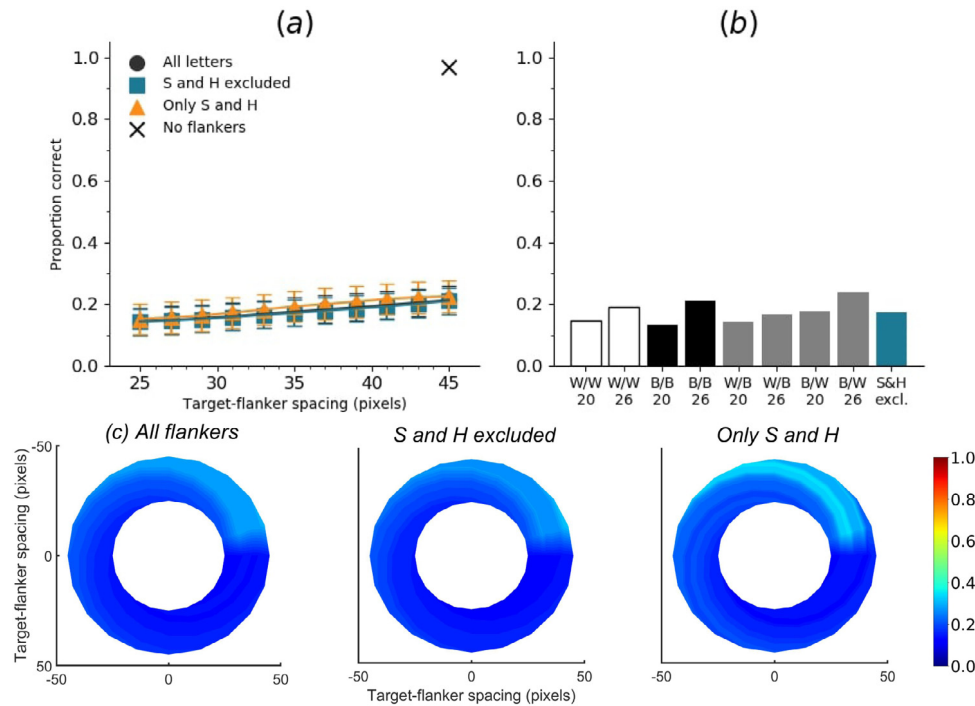 (a)
(b)
1.0
0.8
0.6
0.4
0.2
0.0
Proportion correct
All letters
S and H excluded
Only S and H
No flankers
25 30 35 40 45
Target-flanker spacing (pixels)
1.0
0.8
0.6
0.4
0.2
0.0
W/W W/W B/B B/B W/B W/B B/W B/W S&H
20 26 20 26 20 26 20 26 excl.
(c) All flankers
S and H excluded
Only S and H
-50
0
50
Target-flanker spacing (pixels)
-50 0 50
-50 0 50
-50 0 50
Target-flanker spacing (pixels)
1.0
0.8
0.6
0.4
0.2
0.0